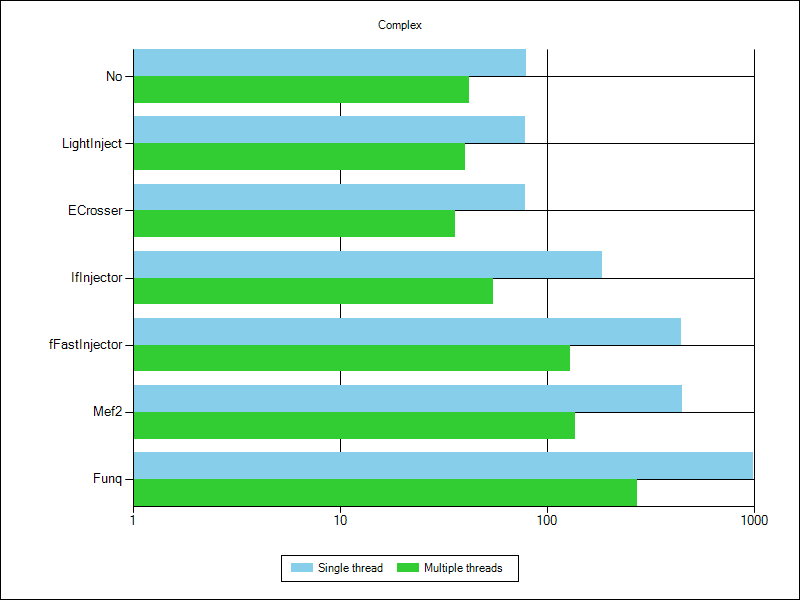 Complex
No
LightInject
ECrosser
IfInjector
fFastInjector
Mef2
Funq
1 10 100 1000
Single thread Multiple threads